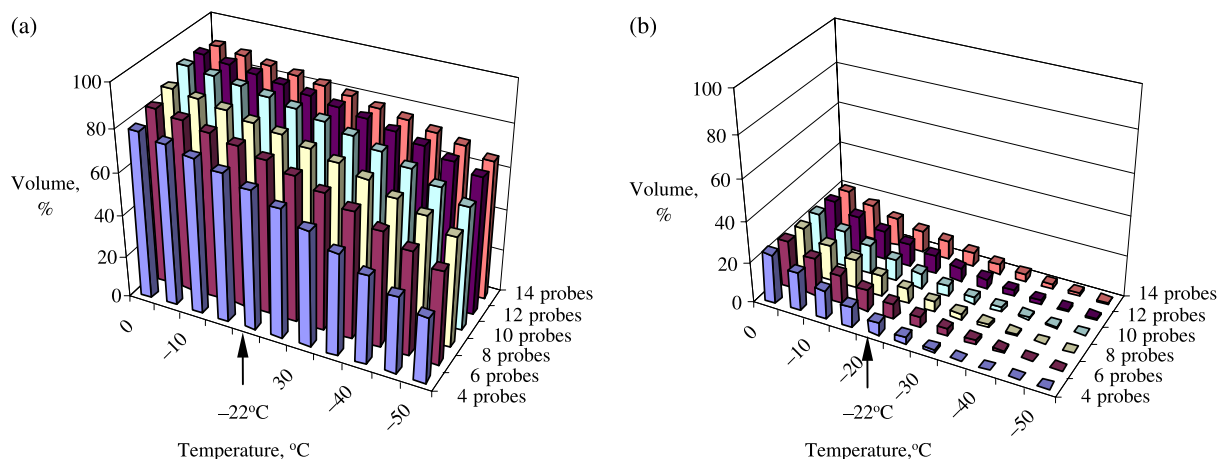 (a)
100
80
60
40
20
0
Volume,
%
0
–10
30
–40
–50
–22°C
Temperature, °C
14 probes
12 probes
10 probes
8 probes
6 probes
4 probes
(b)
100
80
60
40
20
0
Volume,
%
0
–10
–20
–30
–40
–50
–22°C
Temperature,°C
14 probes
12 probes
10 probes
8 probes
6 probes
4 probes